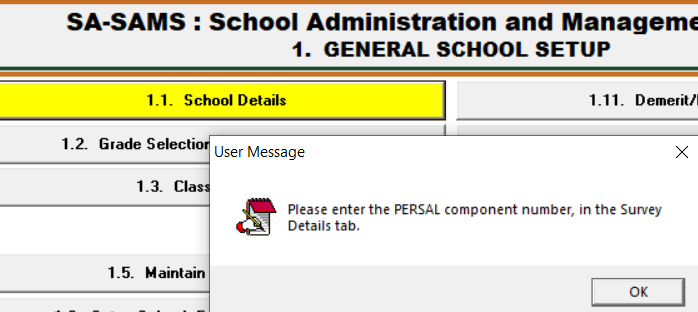 SA-SAMS : School Administration and Manageme
1. GENERAL SCHOOL SETUP
1.1. School Details
1.11. Demerit/
1.2. Grade Selection
User Message
1.3. Class
Please enter the PERSAL component number, in the Survey
Details tab.
1.5. Maintain
OK